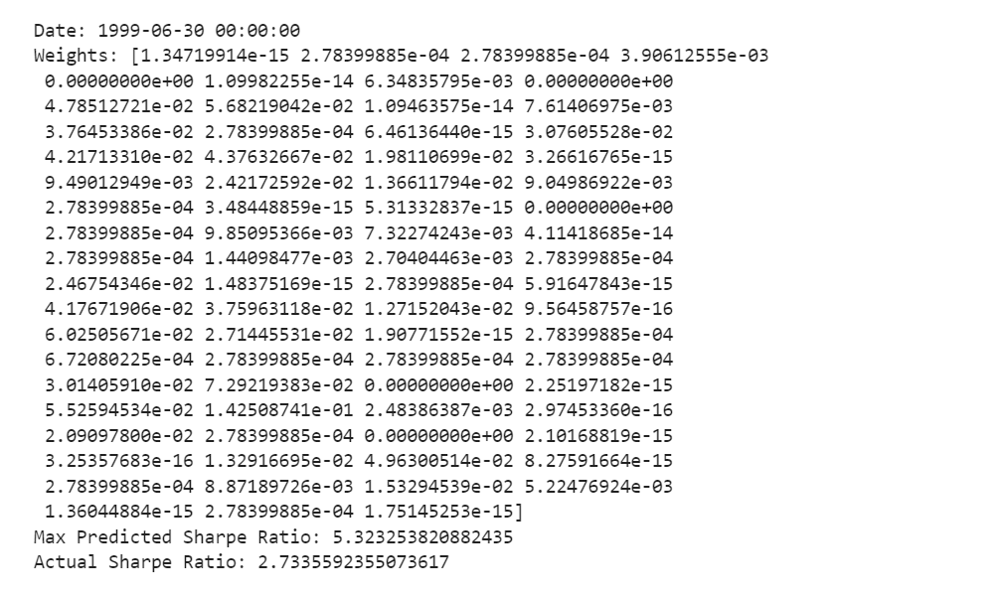 Date: 1999-06-30 00:00:00
Weights: [1.34719914e-15 2.78399885e-04 2.78399885e-04 3.90612555e-03
0.00000000e+00 1.09982255e-14 6.34835795e-03 0.00000000e+00
4.78512721e-02 5.68219042e-02 1.09463575e-14 7.61406975e-03
3.76453386e-02 2.78399885e-04 6.46136440e-15 3.07605528e-02
4.21713310e-02 4.37632667e-02 1.98110699e-02 3.26616765e-15
9.49012949e-03 2.42172592e-02 1.36611794e-02 9.04986922e-03
2.78399885e-04 3.48448859e-15 5.31332837e-15 0.00000000e+00
2.78399885e-04 9.85095366e-03 7.32274243e-03 4.11418685e-14
2.78399885e-04 1.44098477e-03 2.70404463e-03 2.78399885e-04
2.46754346e-02 1.48375169e-15 2.78399885e-04 5.91647843e-15
4.17671906e-02 3.75963118e-02 1.27152043e-02 9.56458757e-16
6.02505671e-02 2.71445531e-02 1.90771552e-15 2.78399885e-04
6.72080225e-04 2.78399885e-04 2.78399885e-04 2.78399885e-04
3.01405910e-02 7.29219383e-02 0.00000000e+00 2.25197182e-15
5.52594534e-02 1.42508741e-01 2.48386387e-03 2.97453360e-16
2.09097800e-02 2.78399885e-04 0.00000000e+00 2.10168819e-15
3.25357683e-16 1.32916695e-02 4.96300514e-02 8.27591664e-15
2.78399885e-04 8.87189726e-03 1.53294539e-02 5.22476924e-03
1.36044884e-15 2.78399885e-04 1.75145253e-15]
Max Predicted Sharpe Ratio: 5.323253820882435
Actual Sharpe Ratio: 2.7335592355073617